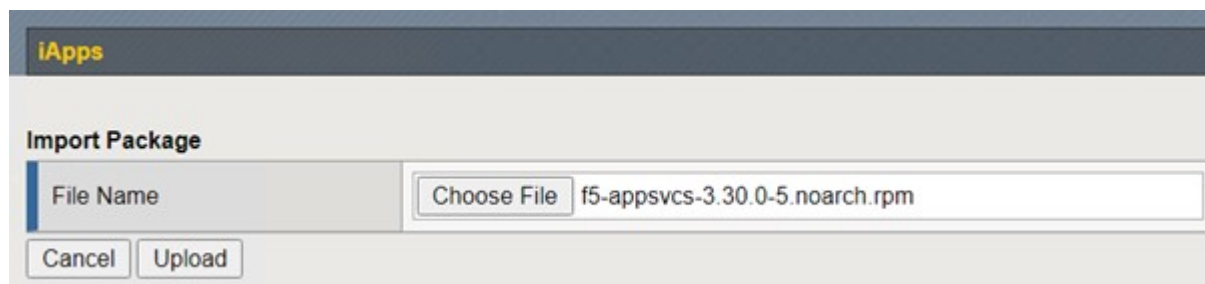 iApps
Import Package
File Name Choose File f5-appsvcs-3.30.0-5.noarch.rpm
Cancel Upload